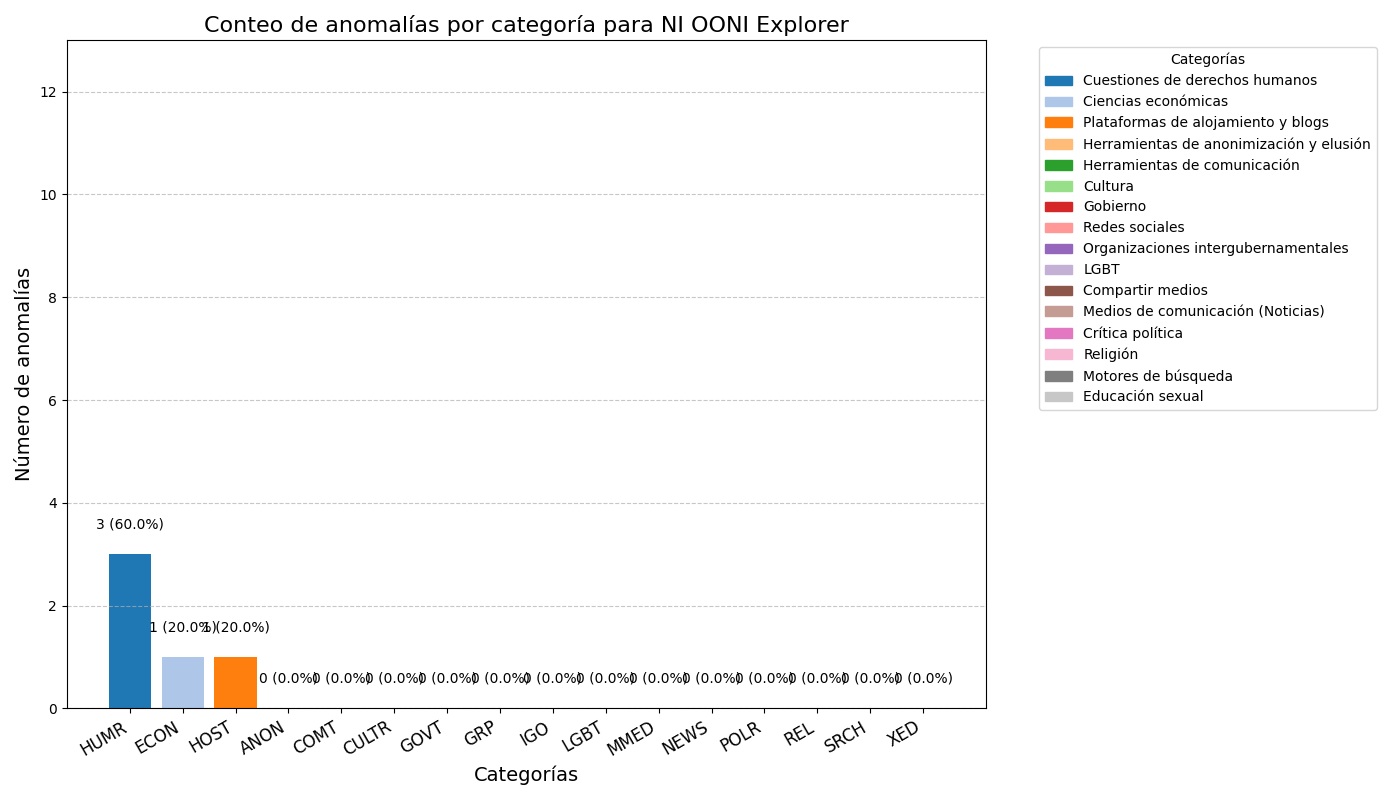 Conteo de anomalías por categoría para NI OONI Explorer
Número de anomalías
12
10
8
6
4
2
0
3 (60.0%)
1 (20.0%)
1 (20.0%)
0 (0.0%)
0 (0.0%)
0 (0.0%)
0 (0.0%)
0 (0.0%)
0 (0.0%)
0 (0.0%)
0 (0.0%)
0 (0.0%)
0 (0.0%)
0 (0.0%)
0 (0.0%)
0 (0.0%)
HUMR
ECON
HOST
ANON
COMT
CULTR
GOVT
GRP
IGO
LGBT
MMED
NEWS
POLR
REL
SRCH
XED
Categorías
Categorías
Cuestiones de derechos humanos
Ciencias económicas
Plataformas de alojamiento y blogs
Herramientas de anonimización y elusión
Herramientas de comunicación
Cultura
Gobierno
Redes sociales
Organizaciones intergubernamentales
LGBT
Compartir medios
Medios de comunicación (Noticias)
Crítica política
Religión
Motores de búsqueda
Educación sexual